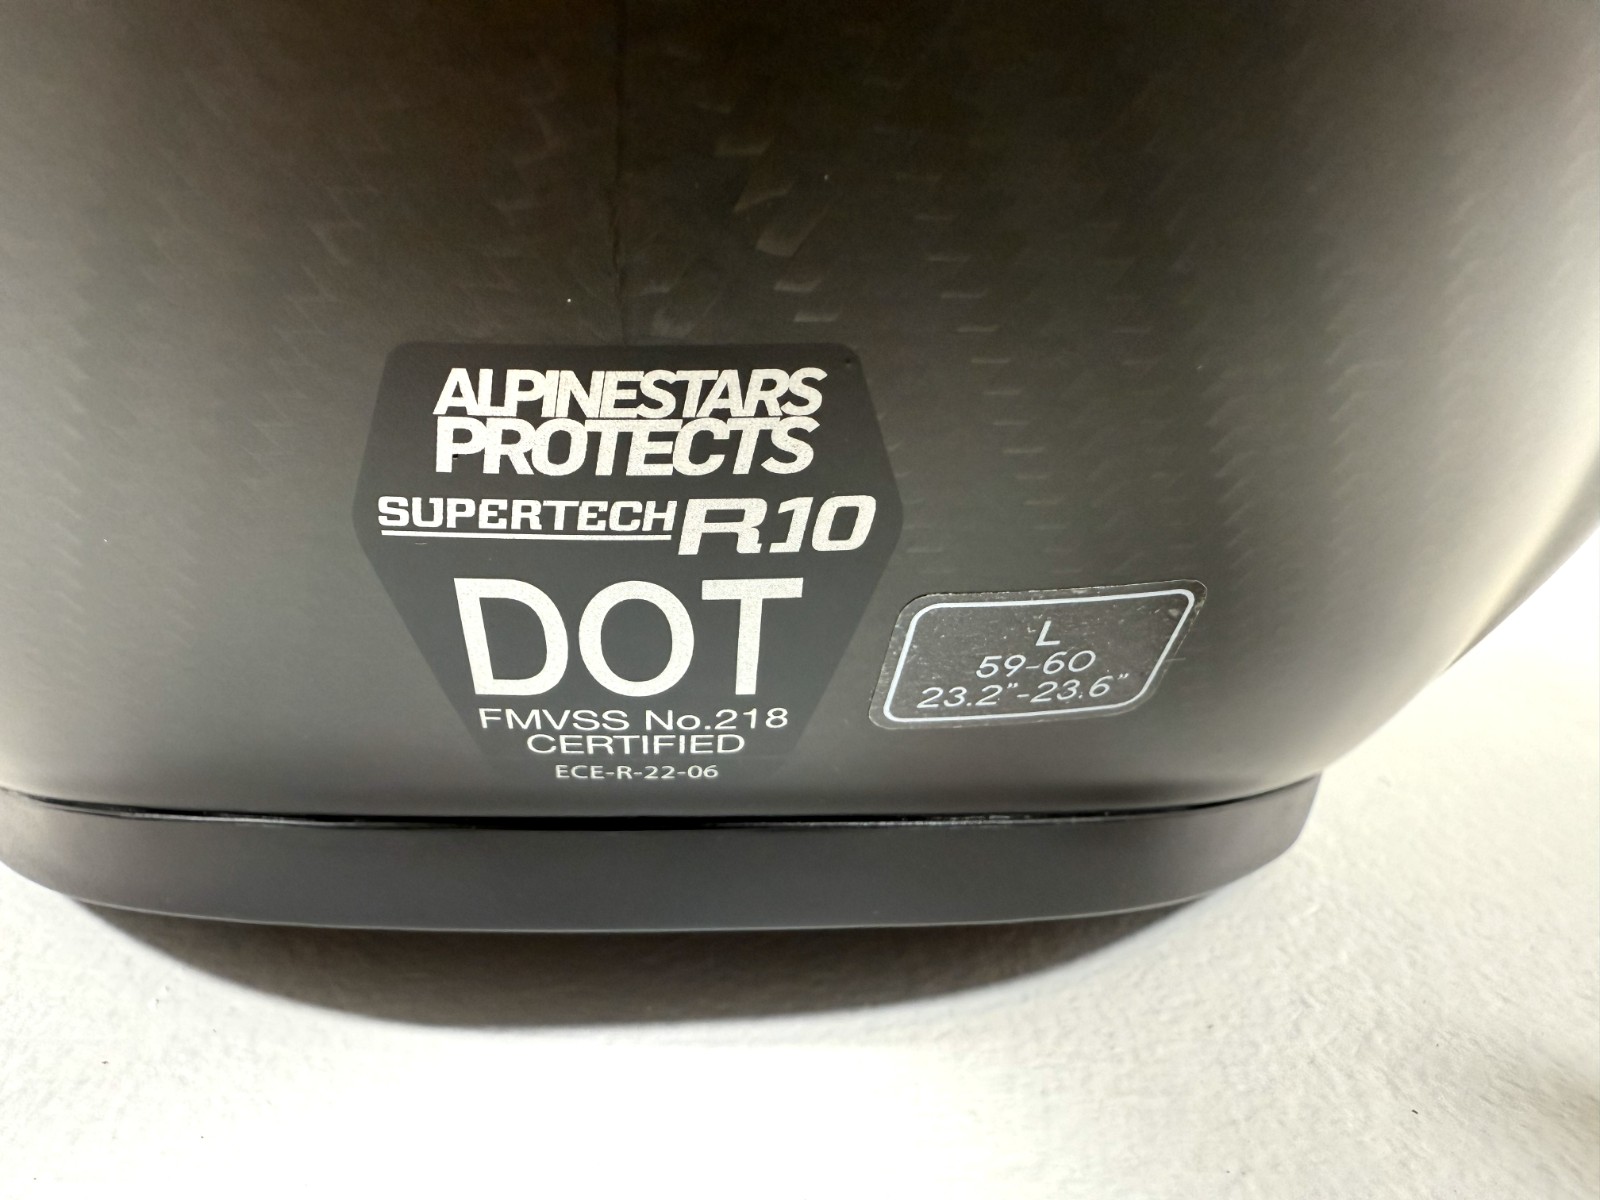 ALPINESTARS
PROTECTS
SUPERTECH R10
DOT
FMVSS No.218
CERTIFIED
ECE-R-22-06
L
59-60
23.2"-23.6"